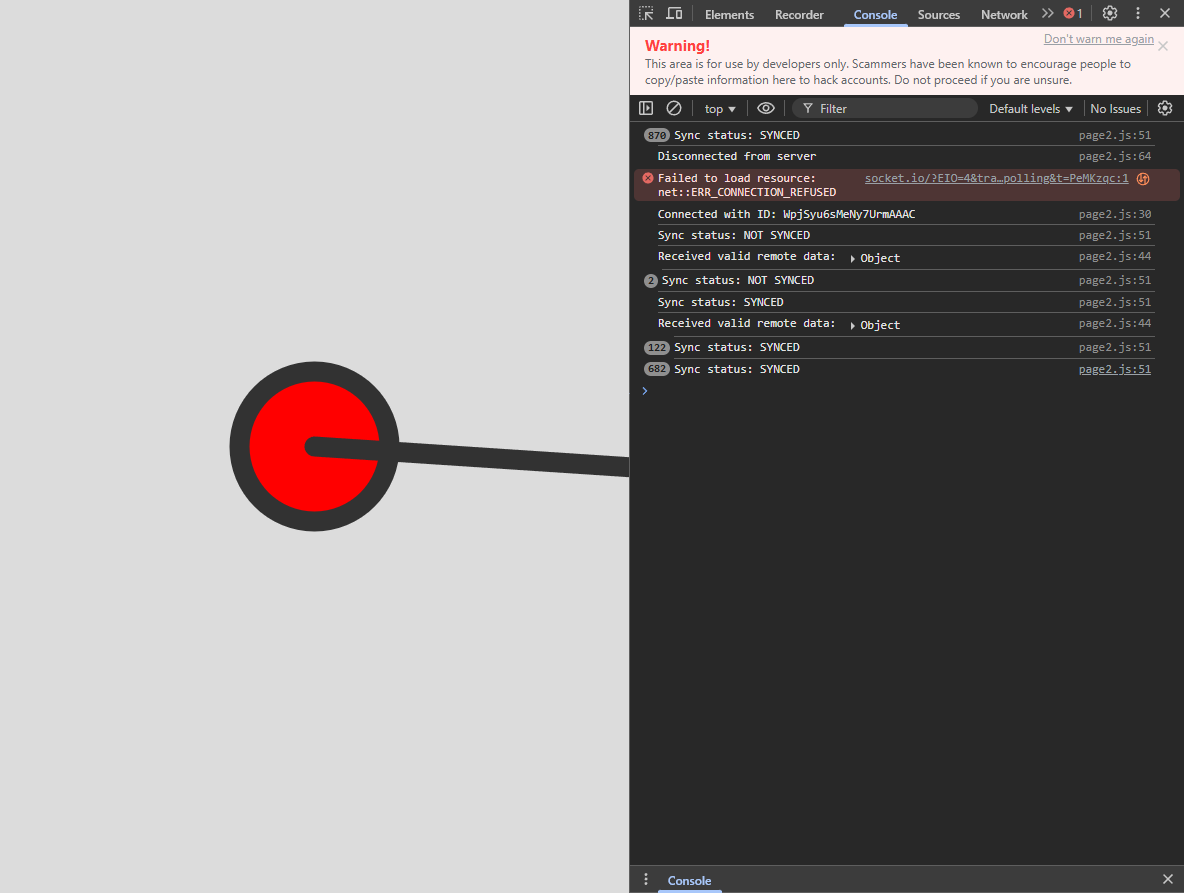 Elements Recorder Console Sources Network 1
Don't warn me again
Warning!
This area is for use by developers only. Scammers have been known to encourage people to
copy/paste information here to hack accounts. Do not proceed if you are unsure.
top Filter Default levels No Issues
870 Sync status: SYNCED page2.js:51
Disconnected from server page2.js:64
Failed to load resource: socket.io/?EIO=4&tra…polling&t=PeMKzqc:1
net::ERR_CONNECTION_REFUSED
Connected with ID: WpjSyu6sMeNy7UrmAAAC page2.js:30
Sync status: NOT SYNCED page2.js:51
Received valid remote data: Object page2.js:44
2 Sync status: NOT SYNCED page2.js:51
Sync status: SYNCED page2.js:51
Received valid remote data: Object page2.js:44
122 Sync status: SYNCED page2.js:51
682 Sync status: SYNCED page2.js:51
Console